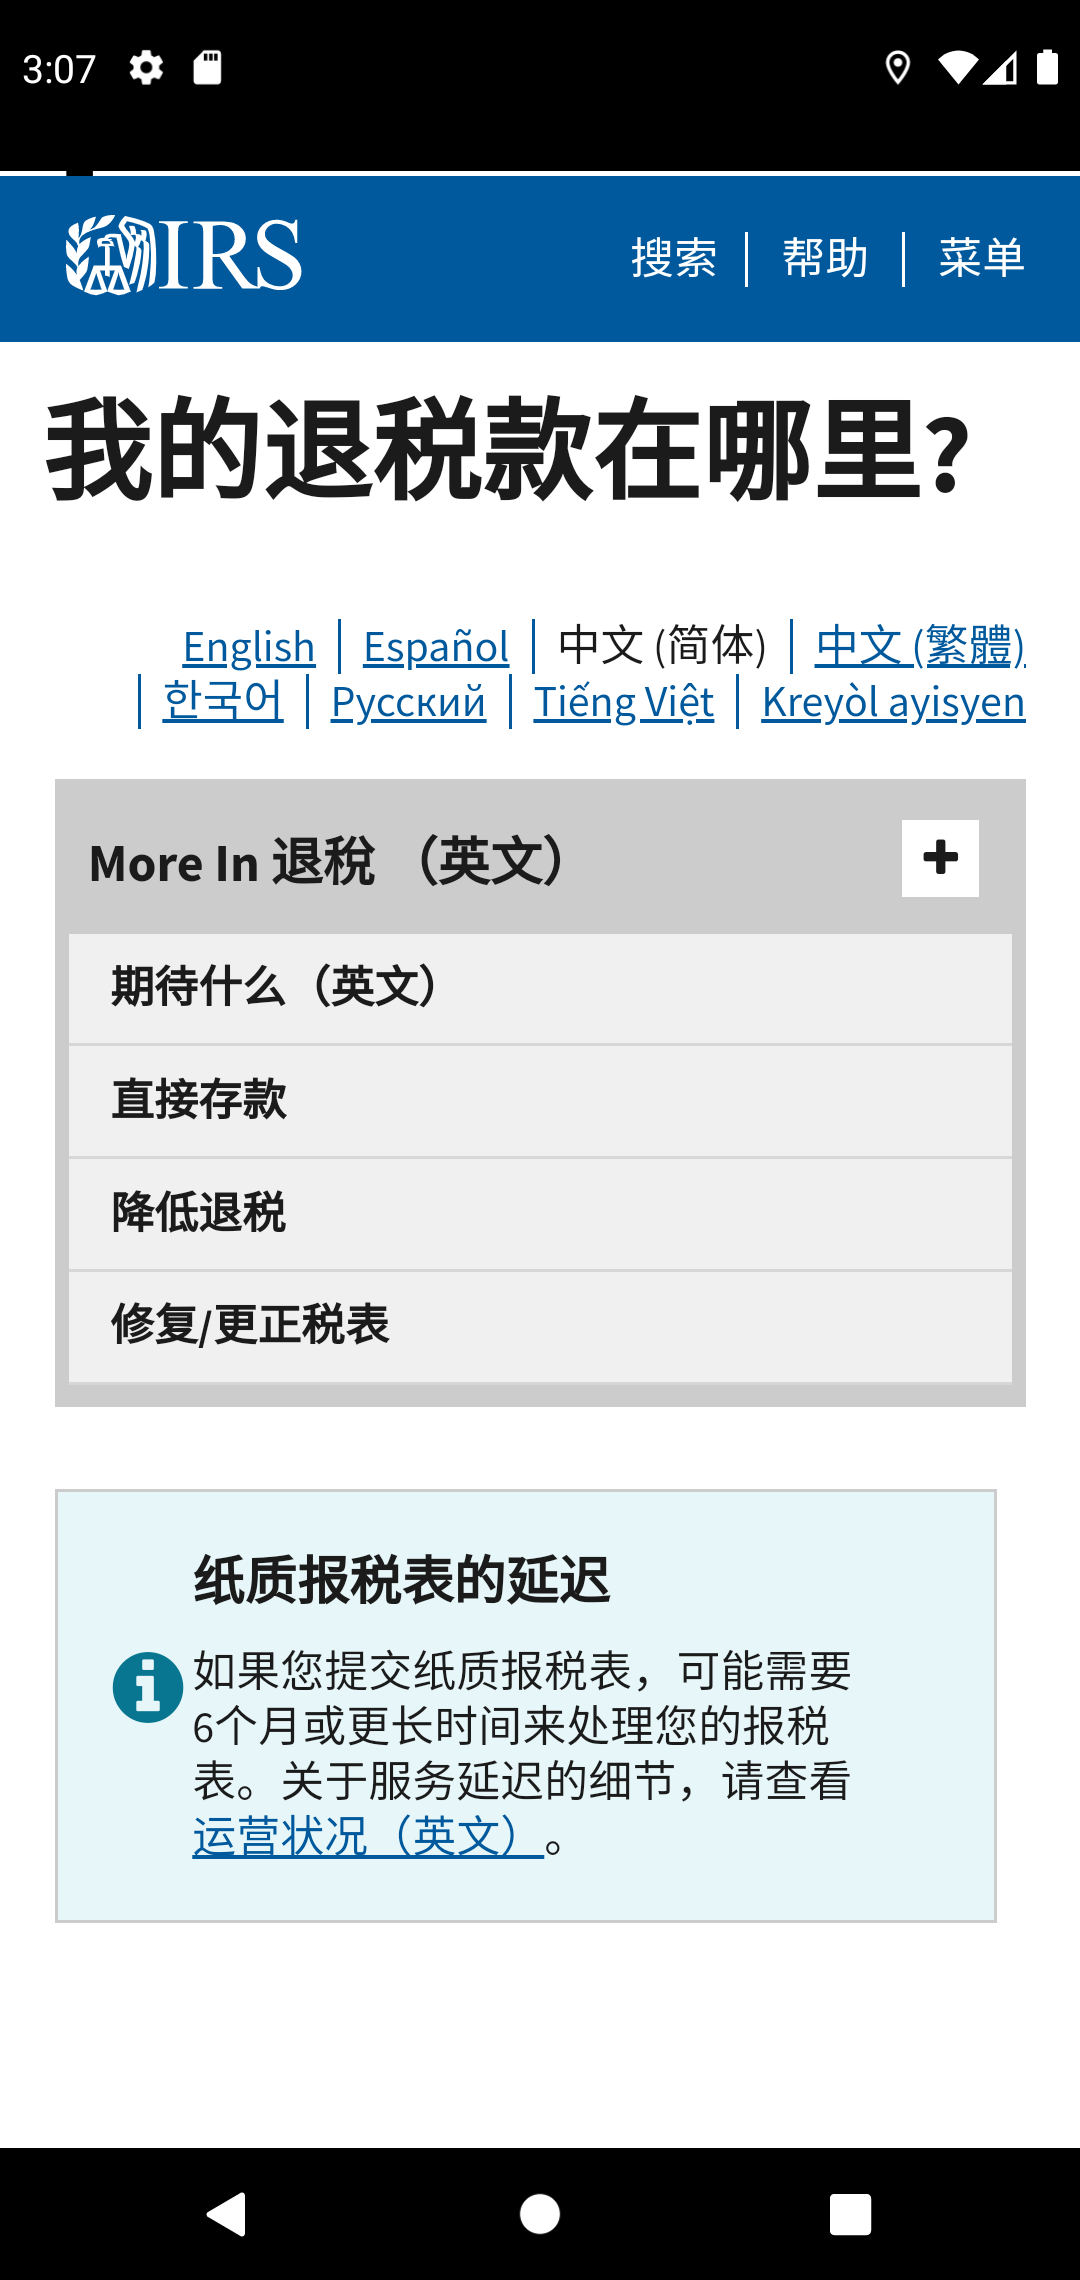 3:07
IRS
搜索 帮助 菜单
我的退税款在哪里?
English Español 中文 (简体) 中文 (繁體)
한국어 Русский Tiếng Việt Kreyòl ayisyen
More In 退稅 （英文）
期待什么（英文）
直接存款
降低退税
修复/更正税表
纸质报税表的延迟
如果您提交纸质报税表，可能需要
6个月或更长时间来处理您的报税
表。关于服务延迟的细节，请查看
运营状况（英文） 。